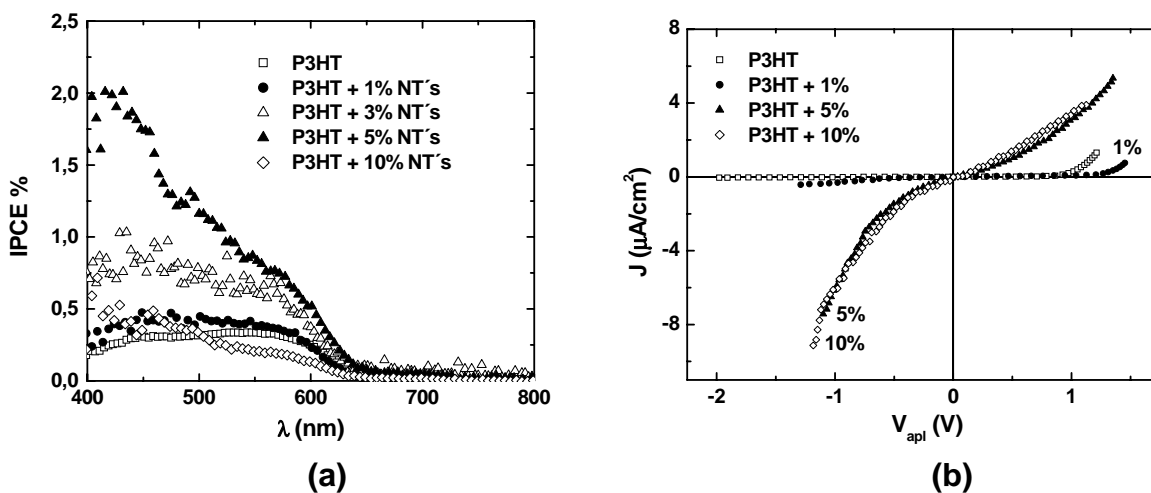 2,5
2,0
1,5
1,0
0,5
0,0
IPCE %
P3HT
P3HT + 1% NT´s
P3HT + 3% NT´s
P3HT + 5% NT´s
P3HT + 10% NT´s
400 500 600 700 800
λ (nm)
(a)
8
4
0
-4
-8
J (µA/cm²)
P3HT
P3HT + 1%
P3HT + 5%
P3HT + 10%
1%
5%
10%
-2 -1 0 1
V_apl (V)
(b)